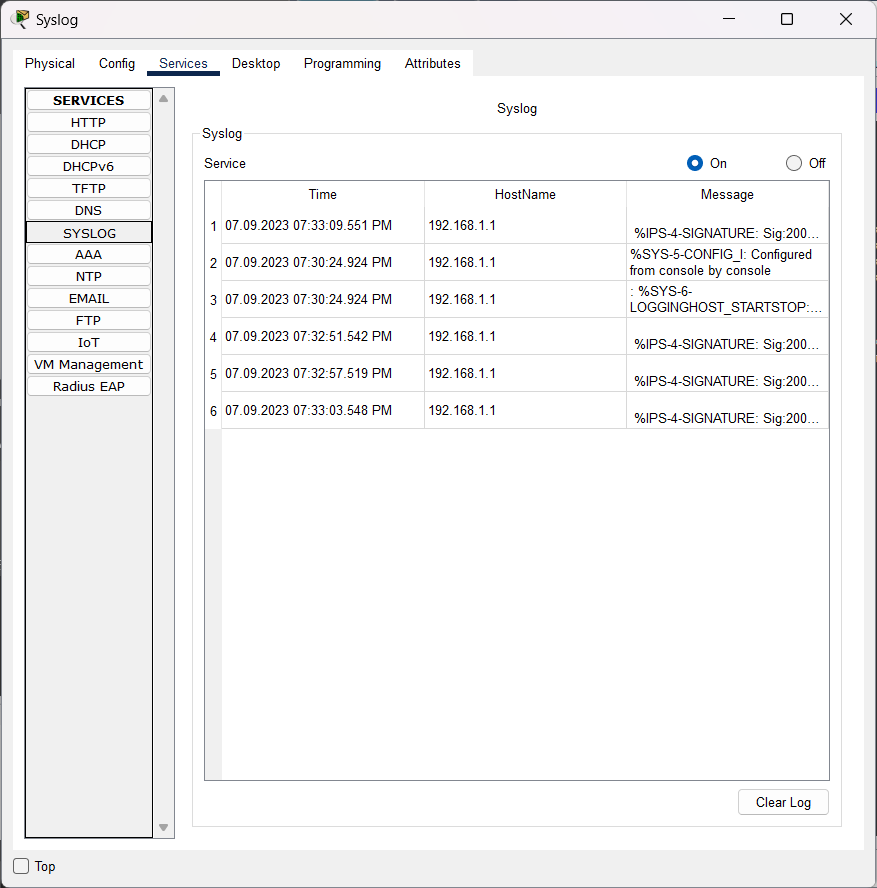 Syslog
Physical Config Services Desktop Programming Attributes
SERVICES
HTTP
DHCP
DHCPv6
TFTP
DNS
SYSLOG
AAA
NTP
EMAIL
FTP
IoT
VM Management
Radius EAP
Syslog
Syslog
Service On Off
Time HostName Message
1 07.09.2023 07:33:09.551 PM 192.168.1.1 %IPS-4-SIGNATURE: Sig:200...
2 07.09.2023 07:30:24.924 PM 192.168.1.1 %SYS-5-CONFIG_I: Configured
from console by console
3 07.09.2023 07:30:24.924 PM 192.168.1.1 : %SYS-6-
LOGGINGHOST_STARTSTOP:...
4 07.09.2023 07:32:51.542 PM 192.168.1.1 %IPS-4-SIGNATURE: Sig:200...
5 07.09.2023 07:32:57.519 PM 192.168.1.1 %IPS-4-SIGNATURE: Sig:200...
6 07.09.2023 07:33:03.548 PM 192.168.1.1 %IPS-4-SIGNATURE: Sig:200...
Clear Log
Top